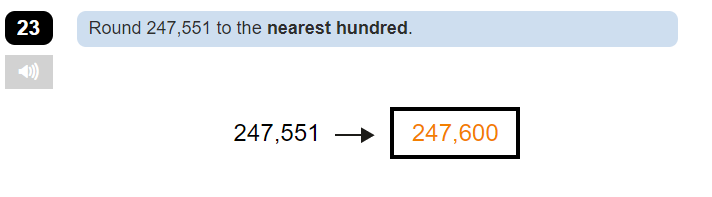 23 Round 247,551 to the nearest hundred.
247,551 → 247,600